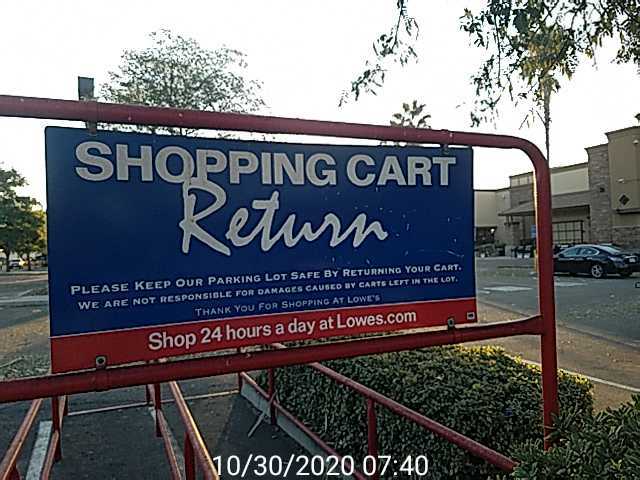 SHOPPING CART
Return
PLEASE KEEP OUR PARKING LOT SAFE BY RETURNING YOUR CART.
WE ARE NOT RESPONSIBLE FOR DAMAGES CAUSED BY CARTS LEFT IN THE LOT.
THANK YOU FOR SHOPPING AT LOWE'S
Shop 24 hours a day at Lowes.com
10/30/2020 07:40